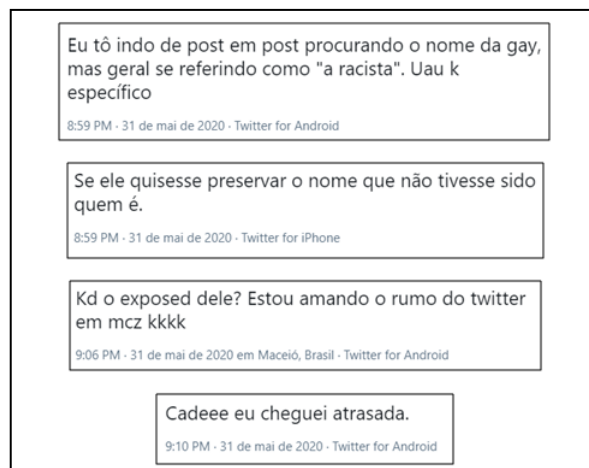 Eu tô indo de post em post procurando o nome da gay,
mas geral se referindo como "a racista". Uau k
específico
8:59 PM · 31 de mai de 2020 · Twitter for Android
Se ele quisesse preservar o nome que não tivesse sido
quem é.
8:59 PM · 31 de mai de 2020 · Twitter for iPhone
Kd o exposed dele? Estou amando o rumo do twitter
em mcz kkkk
9:06 PM · 31 de mai de 2020 em Maceió, Brasil · Twitter for Android
Cadeee eu cheguei atrasada.
9:10 PM · 31 de mai de 2020 · Twitter for Android